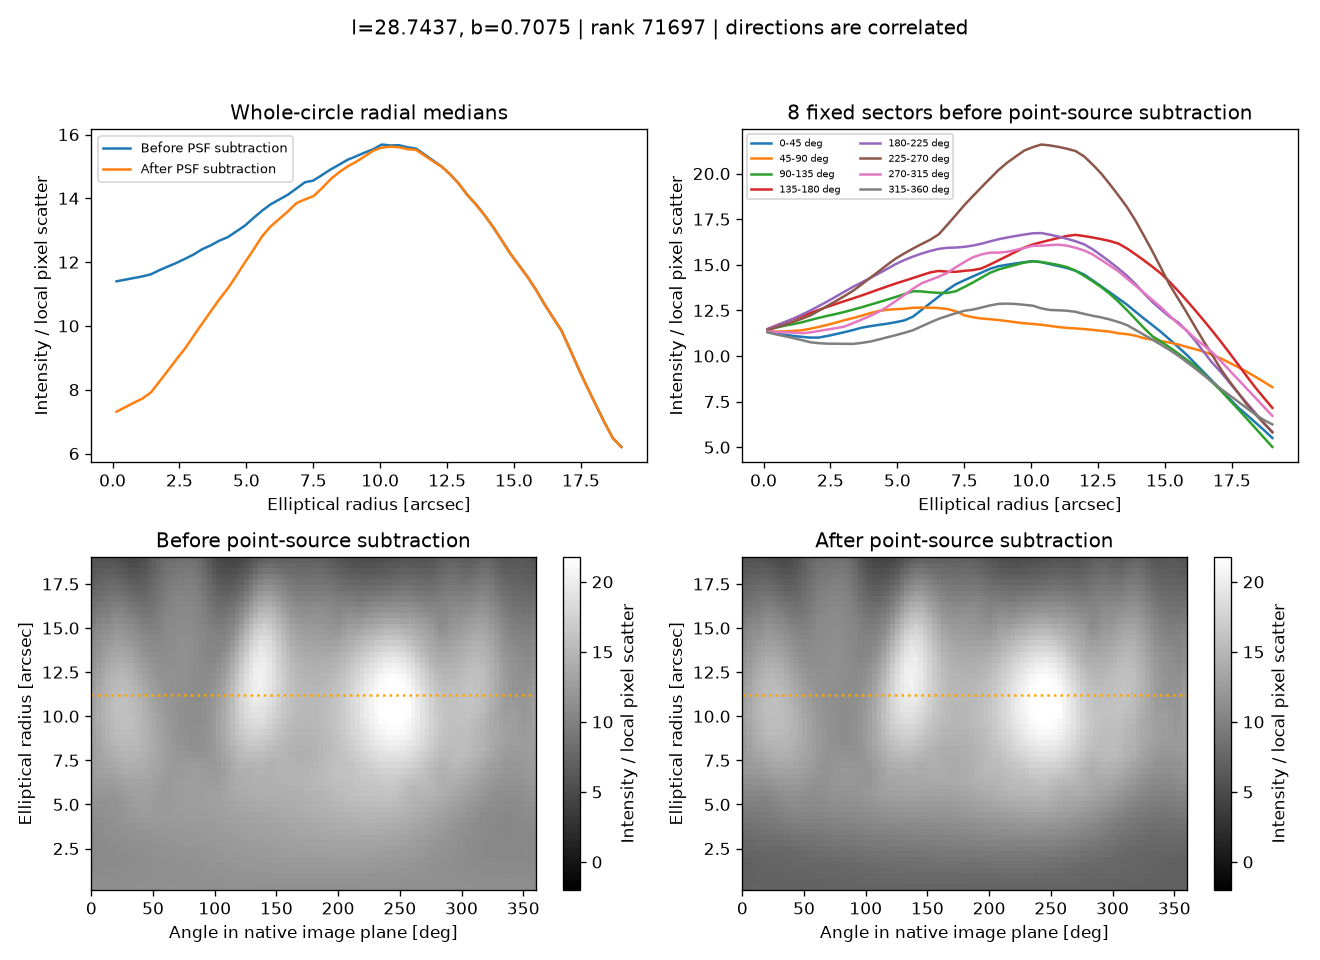 l=28.7437, b=0.7075 | rank 71697 | directions are correlated
Whole-circle radial medians
Before PSF subtraction
After PSF subtraction
16
14
12
10
8
6
Intensity / local pixel scatter
0.0 2.5 5.0 7.5 10.0 12.5 15.0 17.5
Elliptical radius [arcsec]
8 fixed sectors before point-source subtraction
0-45 deg
45-90 deg
90-135 deg
135-180 deg
180-225 deg
225-270 deg
270-315 deg
315-360 deg
20.0
17.5
15.0
12.5
10.0
7.5
5.0
Intensity / local pixel scatter
0.0 2.5 5.0 7.5 10.0 12.5 15.0 17.5
Elliptical radius [arcsec]
Before point-source subtraction
17.5
15.0
12.5
10.0
7.5
5.0
2.5
Elliptical radius [arcsec]
0 50 100 150 200 250 300 350
Angle in native image plane [deg]
20
15
10
5
0
Intensity / local pixel scatter
After point-source subtraction
17.5
15.0
12.5
10.0
7.5
5.0
2.5
Elliptical radius [arcsec]
0 50 100 150 200 250 300 350
Angle in native image plane [deg]
20
15
10
5
0
Intensity / local pixel scatter